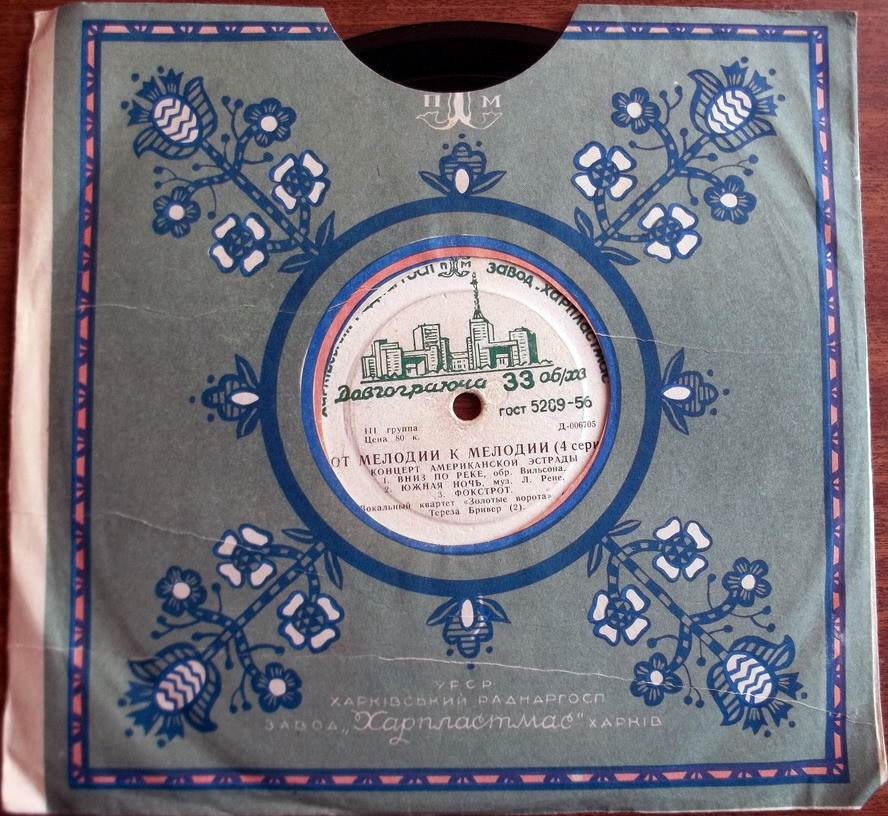 П М
П М
завод Харпластмас
Довгограюча 33 об/хв
гост 5289-56
III группа
Цена 80 к.
Д-006705
ОТ МЕЛОДИИ К МЕЛОДИИ (4 сери
КОНЦЕРТ АМЕРИКАНСКОЙ ЭСТРАДЫ
1. ВНИЗ ПО РЕКЕ, обр. Вильсона,
2. ЮЖНАЯ НОЧЬ, муз. Л. Рене,
3. ФОКСТРОТ.
Вокальный квартет «Золотые ворота»
Тереза Бривер (2).
УРСР
ХАРКІВСЬКИЙ РАДНАРГОСП
ЗАВОД „Харпластмас" ХАРКІВ